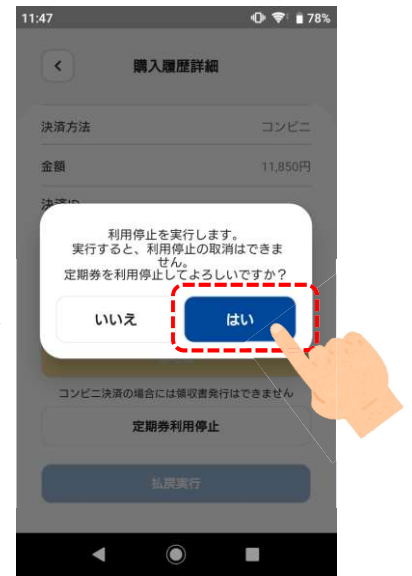 11:47
78%
購入履歴詳細
決済方法
コンビニ
金額
11,850円
決済ID
利用停止を実行します。
実行すると、利用停止の取消はできま
せん。
定期券を利用停止してよろしいですか？
いいえ
はい
コンビニ決済の場合には領収書発行はできません
定期券利用停止
払戻実行